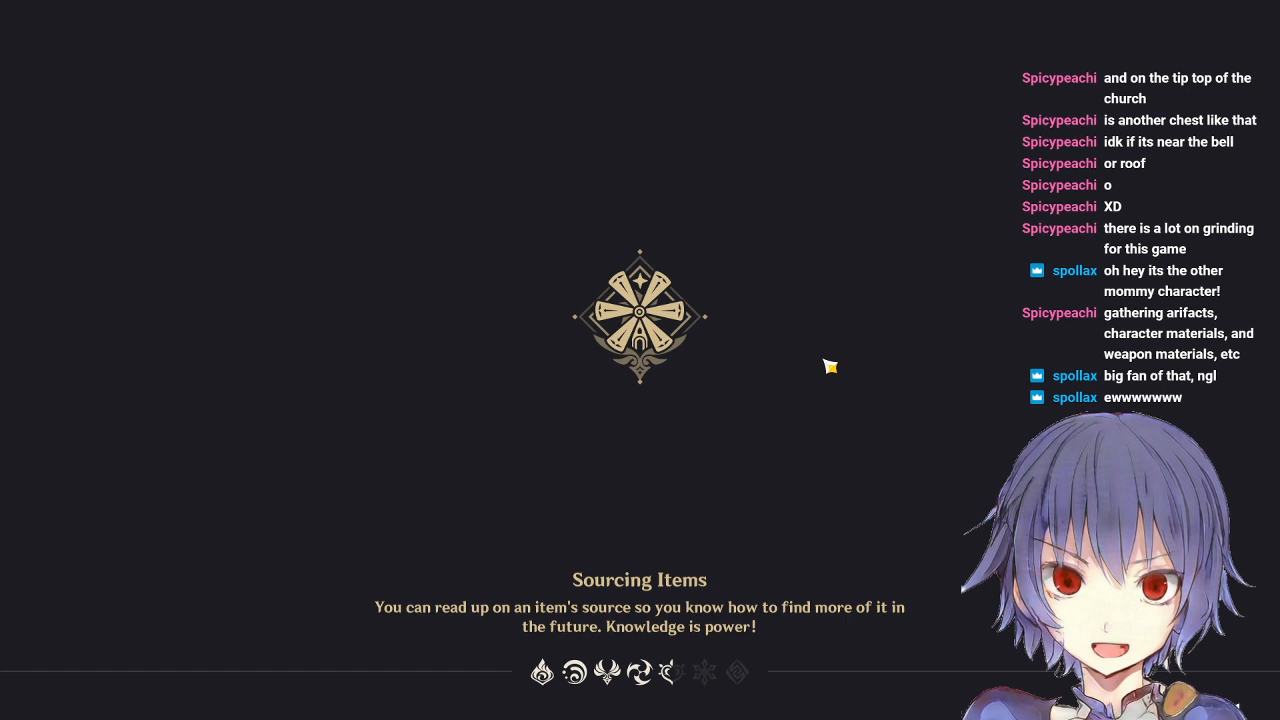 Spicypeachi and on the tip top of the
church
Spicypeachi is another chest like that
Spicypeachi idk if its near the bell
Spicypeachi or roof
Spicypeachi o
Spicypeachi XD
Spicypeachi there is a lot on grinding
for this game
spollax oh hey its the other
mommy character!
Spicypeachi gathering arifacts,
character materials, and
weapon materials, etc
spollax big fan of that, ngl
spollax ewwwwwww
Sourcing Items
You can read up on an item's source so you know how to find more of it in
the future. Knowledge is power!